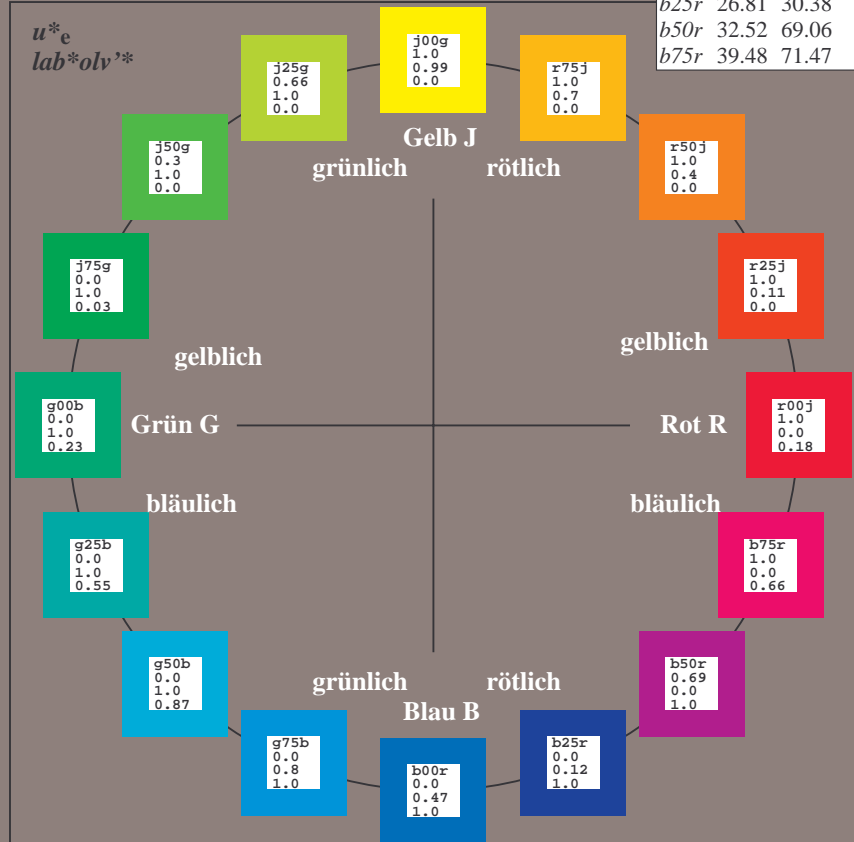 b25r 26.81 30.38
b50r 32.52 69.06
b75r 39.48 71.47
u*e
lab*olv'*
j00g
1.0
0.99
0.0
j25g
0.66
1.0
0.0
r75j
1.0
0.7
0.0
Gelb J
grünlich rötlich
j50g
0.3
1.0
0.0
r50j
1.0
0.4
0.0
j75g
0.0
1.0
0.03
r25j
1.0
0.11
0.0
gelblich
gelblich
g00b
0.0
1.0
0.23
Grün G
Rot R
r00j
1.0
0.0
0.18
bläulich
bläulich
g25b
0.0
1.0
0.55
b75r
1.0
0.0
0.66
g50b
0.0
1.0
0.87
b50r
0.69
0.0
1.0
grünlich rötlich
Blau B
g75b
0.0
0.8
1.0
b00r
0.0
0.47
1.0
b25r
0.0
0.12
1.0